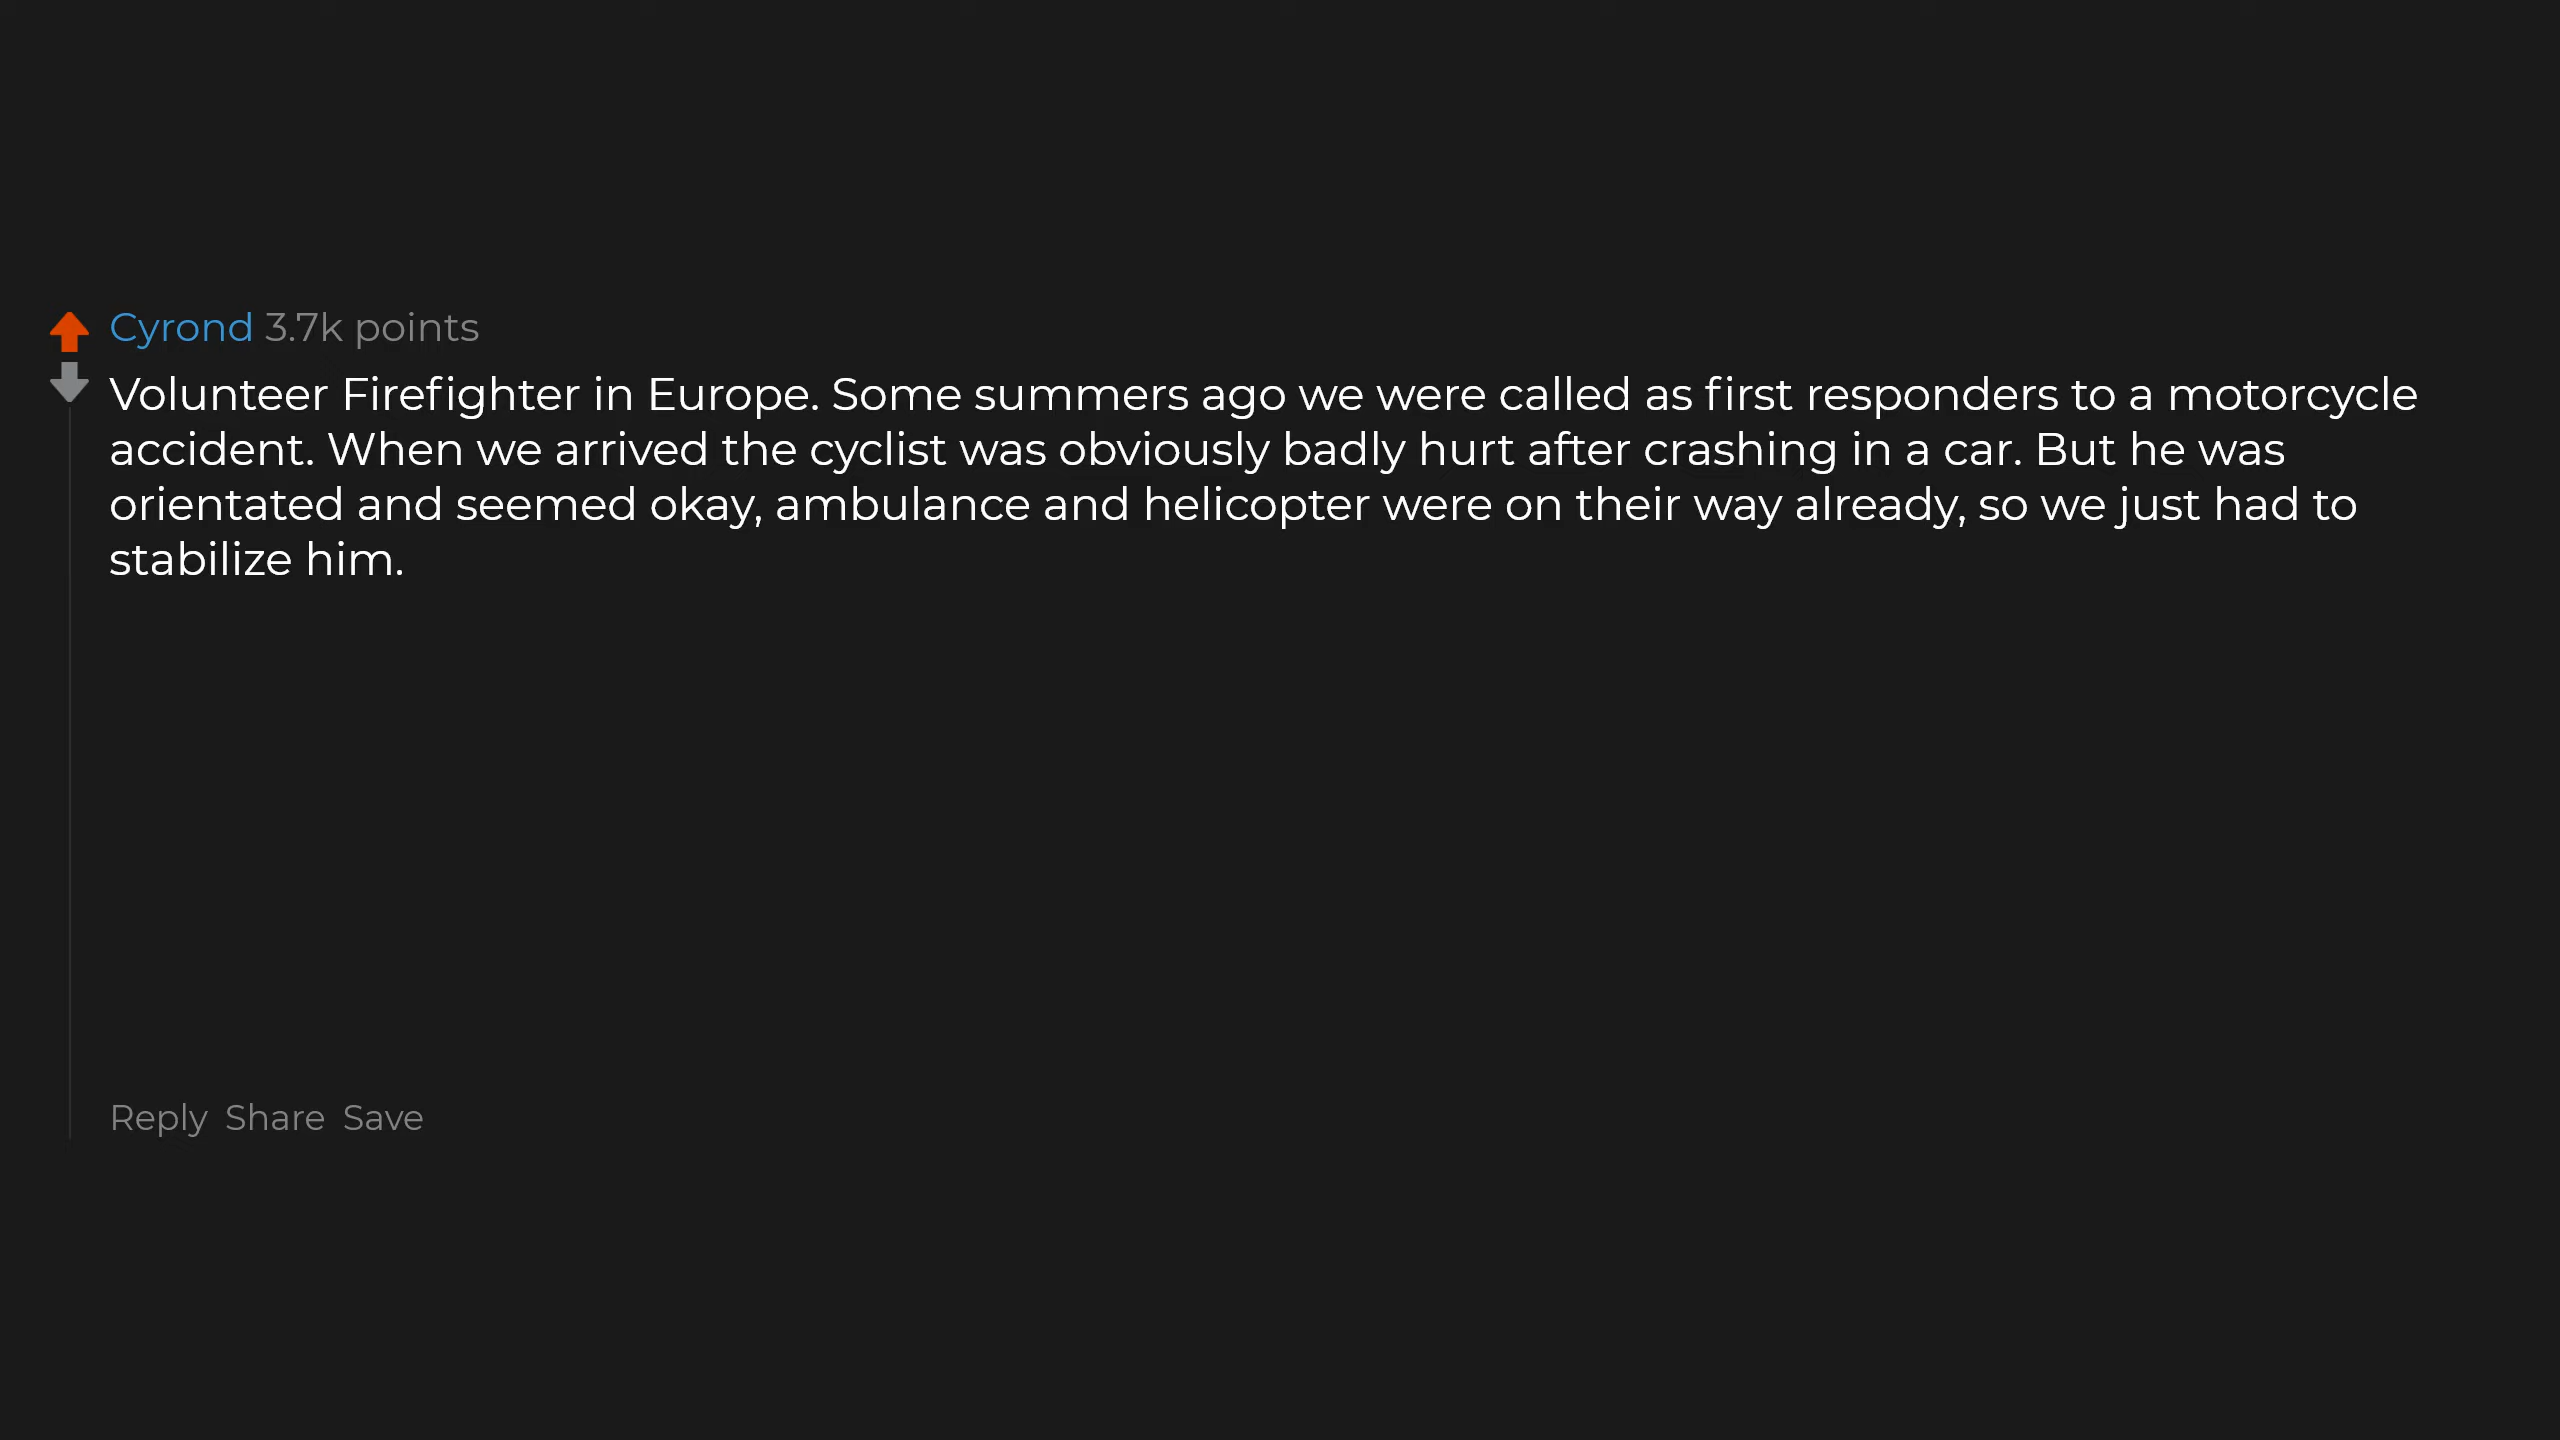 Cyrond 3.7k points
Volunteer Firefighter in Europe. Some summers ago we were called as first responders to a motorcycle
accident. When we arrived the cyclist was obviously badly hurt after crashing in a car. But he was
orientated and seemed okay, ambulance and helicopter were on their way already, so we just had to
stabilize him.
Reply Share Save